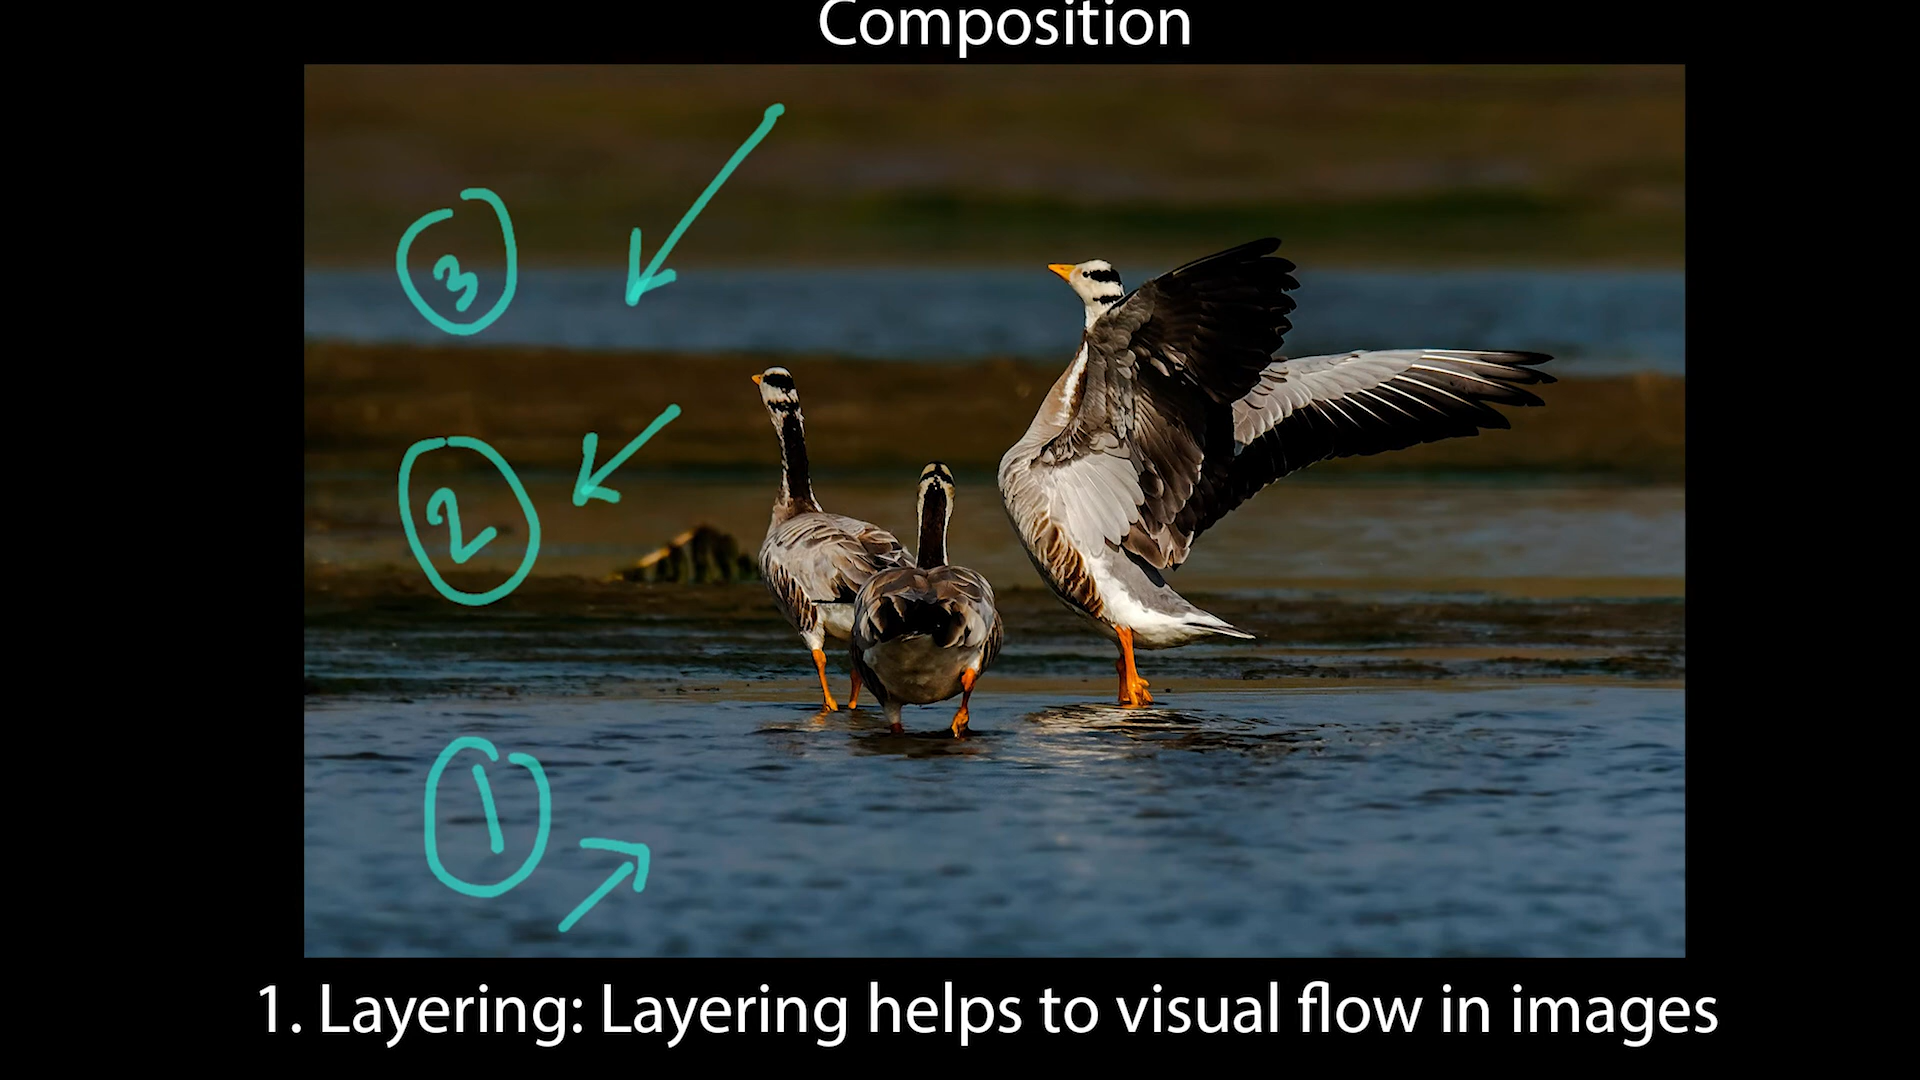 Composition
3
2
1
1. Layering: Layering helps to visual flow in images